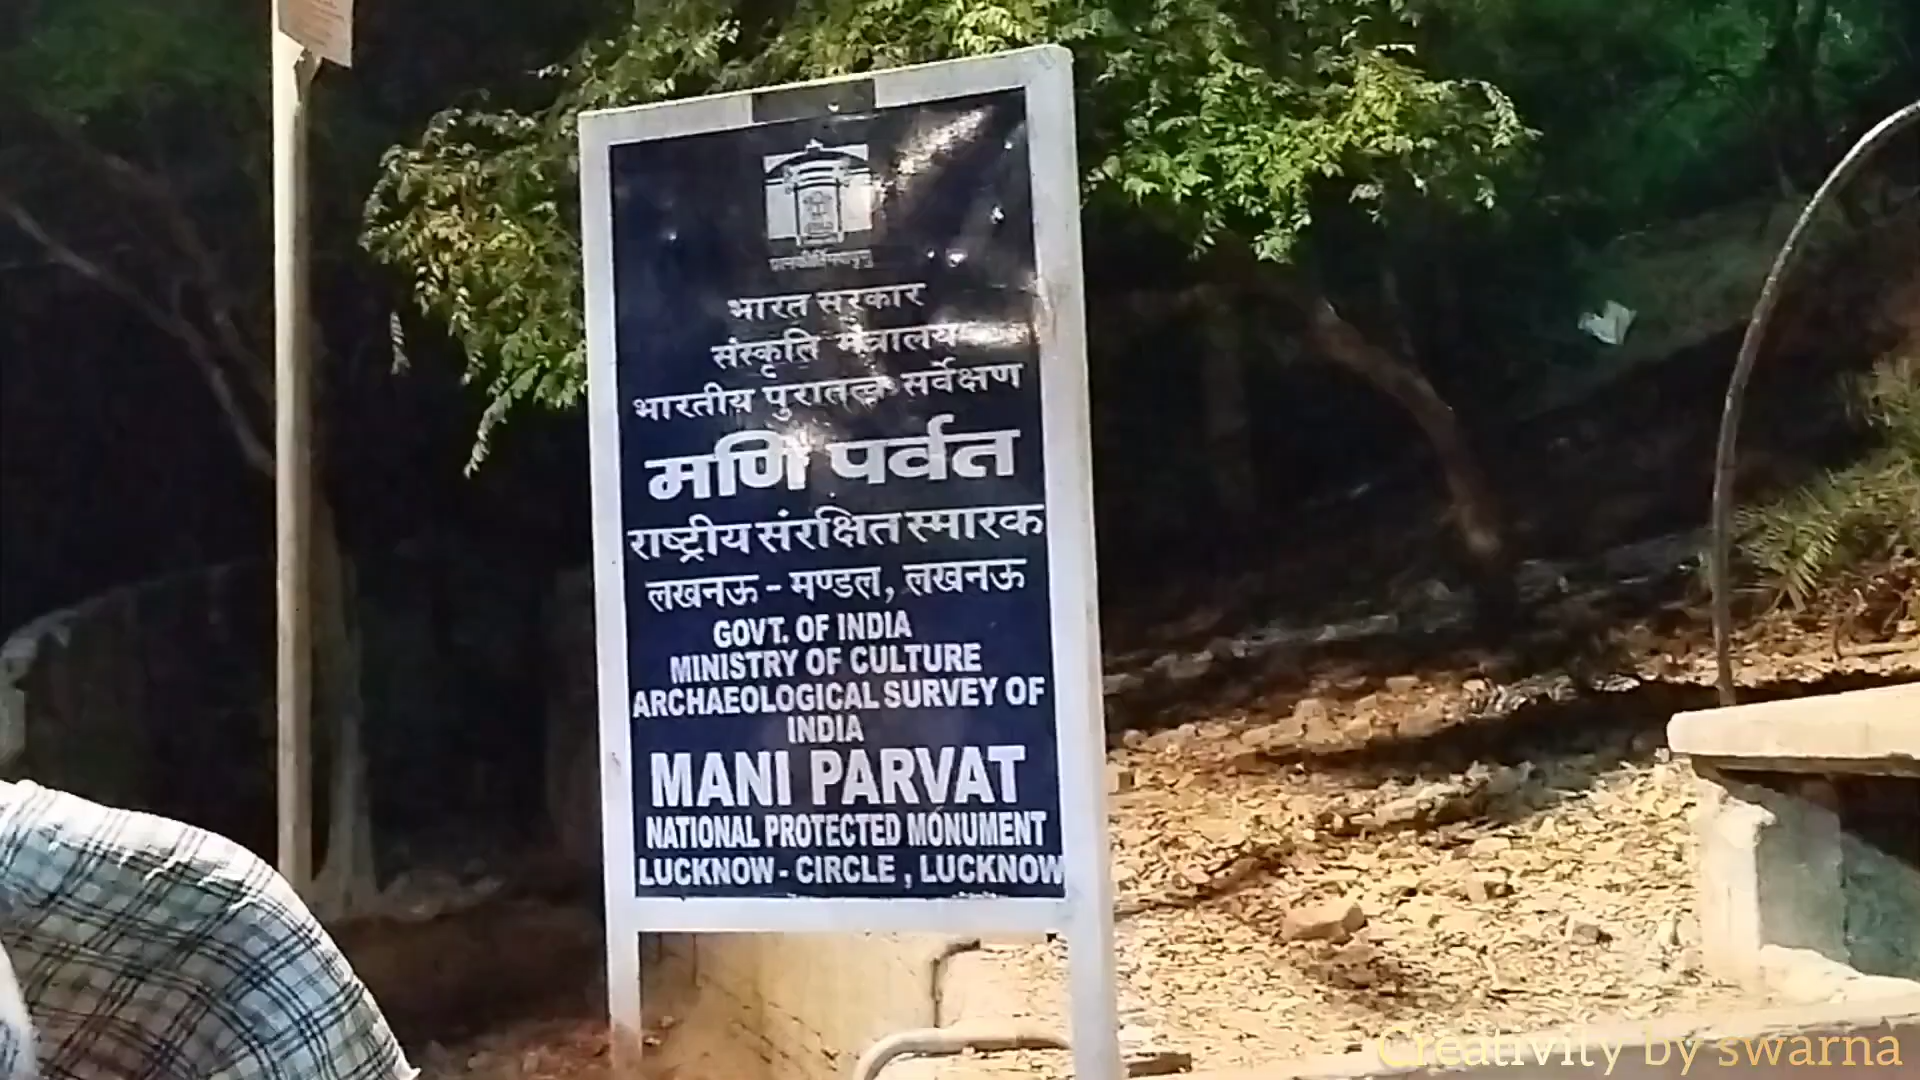 भारत सरकार
संस्कृति मंत्रालय
भारतीय पुरातत्व सर्वेक्षण
मणि पर्वत
राष्ट्रीय संरक्षित स्मारक
लखनऊ - मण्डल, लखनऊ
GOVT. OF INDIA
MINISTRY OF CULTURE
ARCHAEOLOGICAL SURVEY OF
INDIA
MANI PARVAT
NATIONAL PROTECTED MONUMENT
LUCKNOW - CIRCLE , LUCKNOW
Creativity by swarna